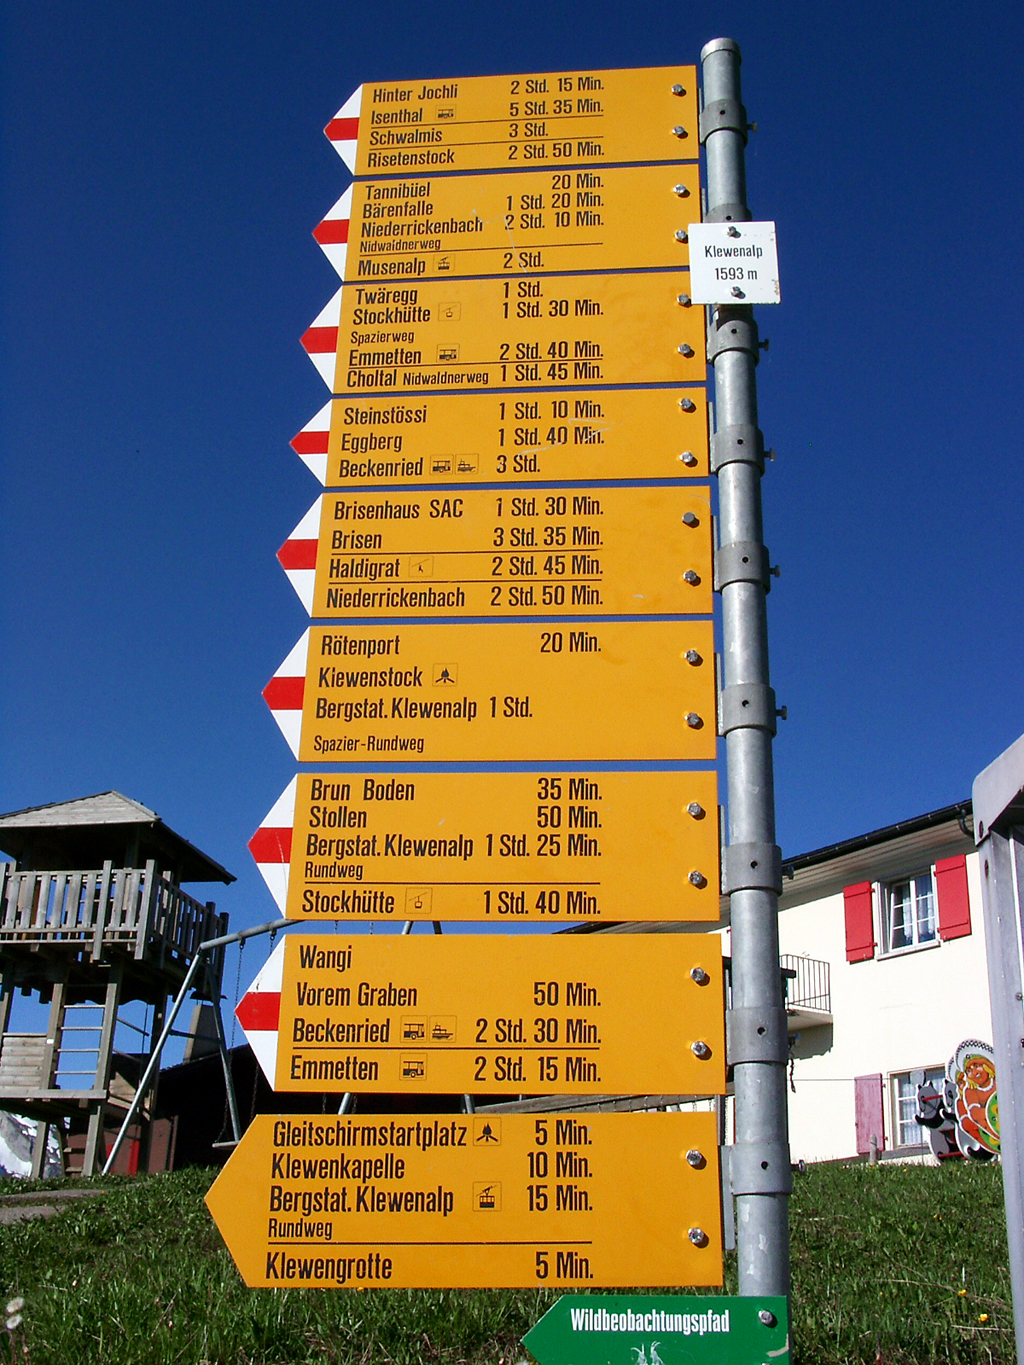 Hinter Jochli 2 Std. 15 Min.
Isenthal 5 Std. 35 Min.
Schwalmis 3 Std.
Risetenstock 2 Std. 50 Min.
Tannibüel 20 Min.
Bärenfalle 1 Std. 20 Min.
Niederrickenbach 2 Std. 10 Min.
Nidwaldnerweg
Musenalp 2 Std.
Klewenalp
1593 m
Twäregg 1 Std.
Stockhütte 1 Std. 30 Min.
Spazierweg
Emmetten 2 Std. 40 Min.
Choltal Nidwaldnerweg 1 Std. 45 Min.
Steinstössi 1 Std. 10 Min.
Eggberg 1 Std. 40 Min.
Beckenried 3 Std.
Brisenhaus SAC 1 Std. 30 Min.
Brisen 3 Std. 35 Min.
Haldigrat 2 Std. 45 Min.
Niederrickenbach 2 Std. 50 Min.
Rötenport 20 Min.
Klewenstock
Bergstat. Klewenalp 1 Std.
Spazier-Rundweg
Brun Boden 35 Min.
Stollen 50 Min.
Bergstat. Klewenalp 1 Std. 25 Min.
Rundweg
Stockhütte 1 Std. 40 Min.
Wangi
Vorem Graben 50 Min.
Beckenried 2 Std. 30 Min.
Emmetten 2 Std. 15 Min.
Gleitschirmstartplatz 5 Min.
Klewenkapelle 10 Min.
Bergstat. Klewenalp 15 Min.
Rundweg
Klewengrotte 5 Min.
Wildbeobachtungspfad